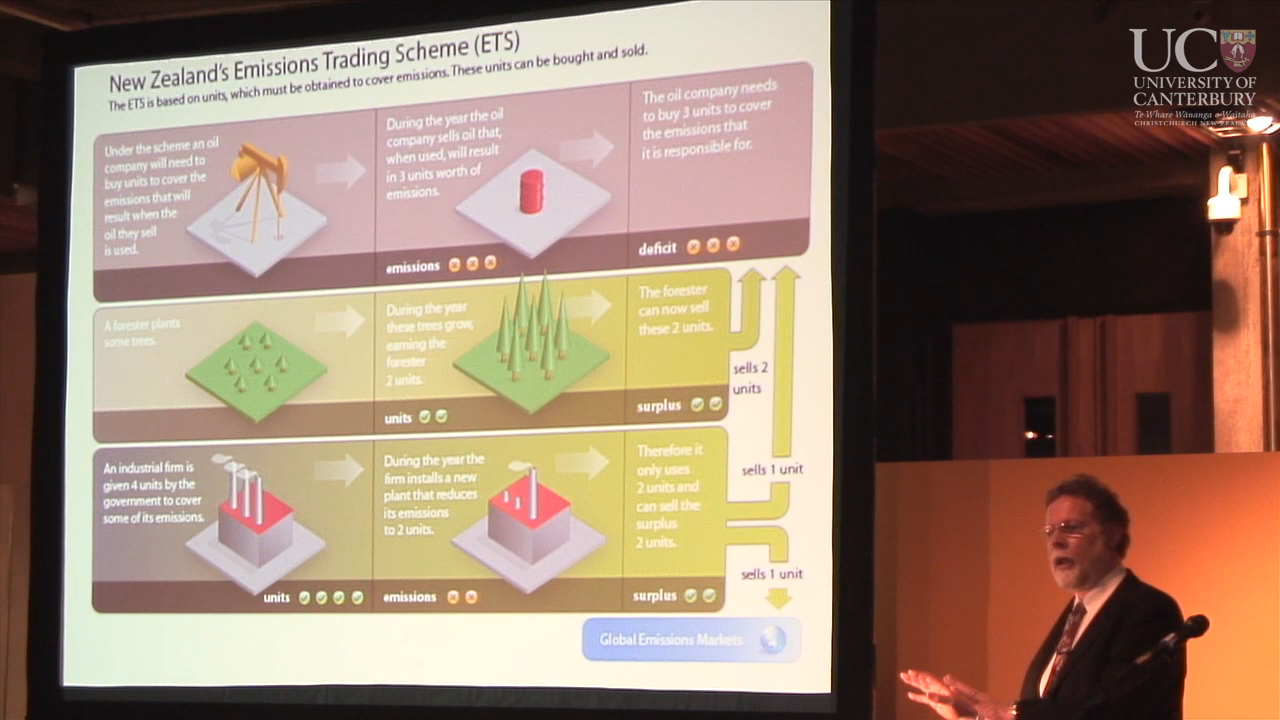 New Zealand's Emissions Trading Scheme (ETS)
The ETS is based on units, which must be obtained to cover emissions. These units can be bought and sold.
Under the scheme an oil
company will need to
buy units to cover the
emissions that will
result when the
oil they sell
is used.
During the year the oil
company sells oil that,
when used, will result
in 3 units worth of
emissions.
emissions
The oil company needs
to buy 3 units to cover
the emissions that
it is responsible for.
deficit
A forester plants
some trees.
During the year
these trees grow,
earning the
forester
2 units.
units
The forester
can now sell
these 2 units.
surplus
sells 2
units
An industrial firm is
given 4 units by the
government to cover
some of its emissions.
units
During the year the
firm installs a new
plant that reduces
its emissions
to 2 units.
emissions
Therefore it
only uses
2 units and
can sell the
surplus
2 units.
surplus
sells 1 unit
sells 1 unit
Global Emissions Markets
UC
UNIVERSITY OF
CANTERBURY
Te Whare Wānanga o Waitaha
CHRISTCHURCH NEW ZEALAND